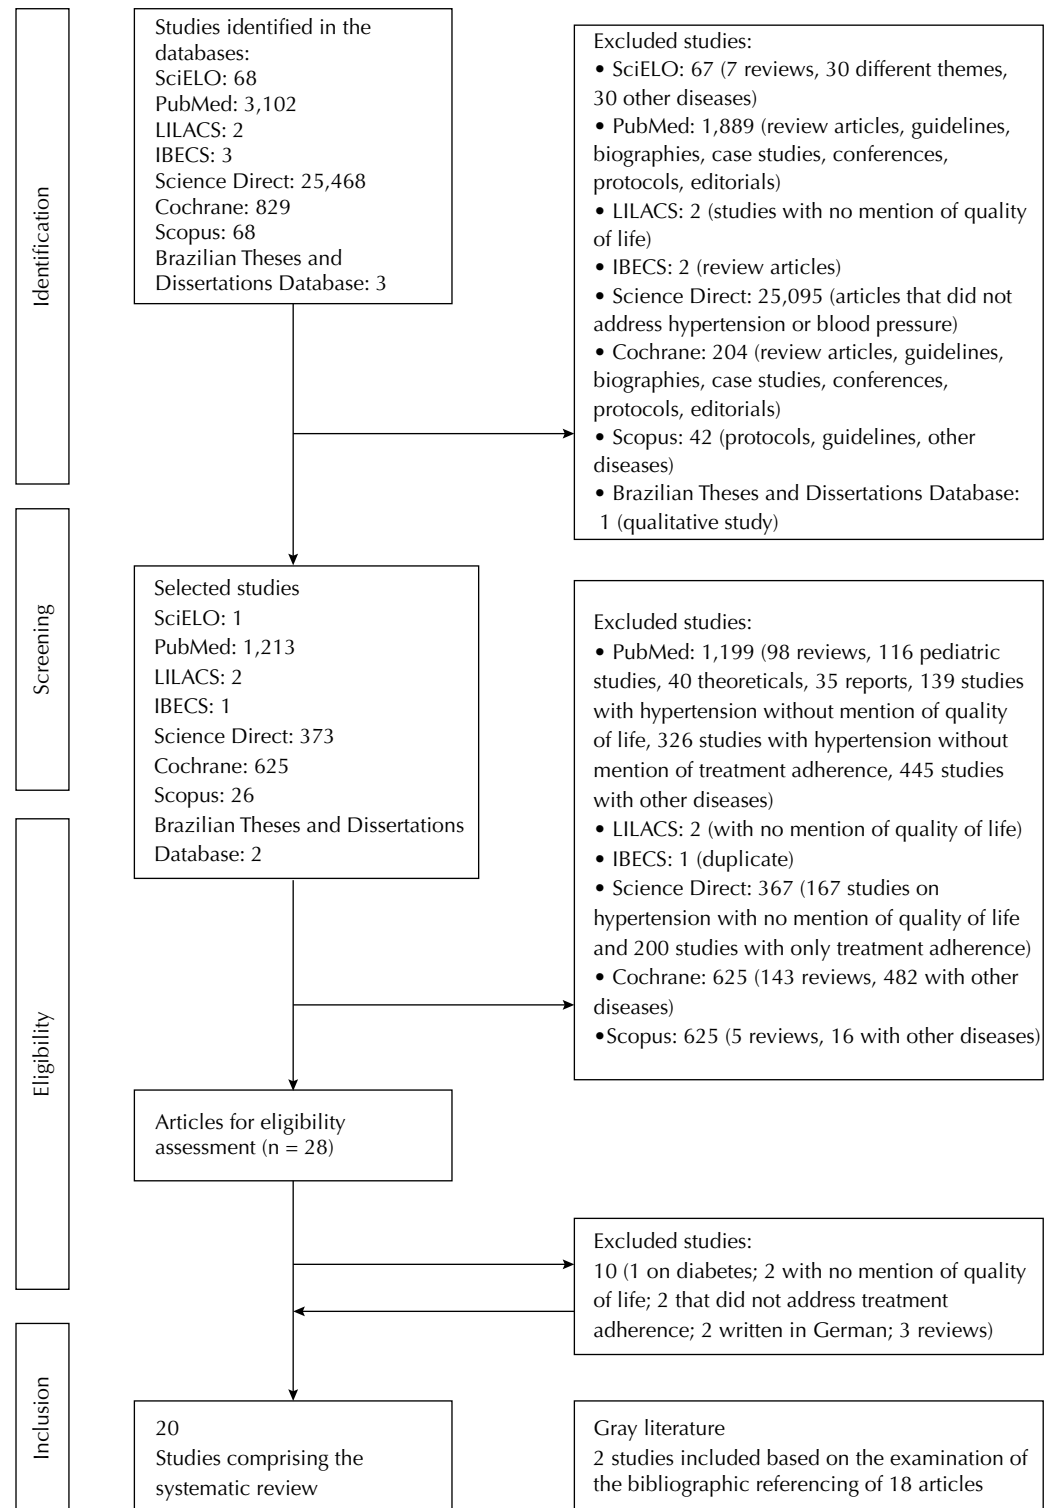 Identification
Studies identified in the
databases:
SciELO: 68
PubMed: 3,102
LILACS: 2
IBECS: 3
Science Direct: 25,468
Cochrane: 829
Scopus: 68
Brazilian Theses and
Dissertations Database: 3
Excluded studies:
• SciELO: 67 (7 reviews, 30 different themes,
30 other diseases)
• PubMed: 1,889 (review articles, guidelines,
biographies, case studies, conferences,
protocols, editorials)
• LILACS: 2 (studies with no mention of quality
of life)
• IBECS: 2 (review articles)
• Science Direct: 25,095 (articles that did not
address hypertension or blood pressure)
• Cochrane: 204 (review articles, guidelines,
biographies, case studies, conferences,
protocols, editorials)
• Scopus: 42 (protocols, guidelines, other
diseases)
• Brazilian Theses and Dissertations Database:
1 (qualitative study)
Screening
Selected studies
SciELO: 1
PubMed: 1,213
LILACS: 2
IBECS: 1
Science Direct: 373
Cochrane: 625
Scopus: 26
Brazilian Theses and Dissertations
Database: 2
Excluded studies:
• PubMed: 1,199 (98 reviews, 116 pediatric
studies, 40 theoreticals, 35 reports, 139 studies
with hypertension without mention of quality
of life, 326 studies with hypertension without
mention of treatment adherence, 445 studies
with other diseases)
• LILACS: 2 (with no mention of quality of life)
• IBECS: 1 (duplicate)
• Science Direct: 367 (167 studies on
hypertension with no mention of quality of life
and 200 studies with only treatment adherence)
• Cochrane: 625 (143 reviews, 482 with other
diseases)
•Scopus: 625 (5 reviews, 16 with other diseases)
Eligibility
Articles for eligibility
assessment (n = 28)
Excluded studies:
10 (1 on diabetes; 2 with no mention of quality
of life; 2 that did not address treatment
adherence; 2 written in German; 3 reviews)
Inclusion
20
Studies comprising the
systematic review
Gray literature
2 studies included based on the examination of
the bibliographic referencing of 18 articles